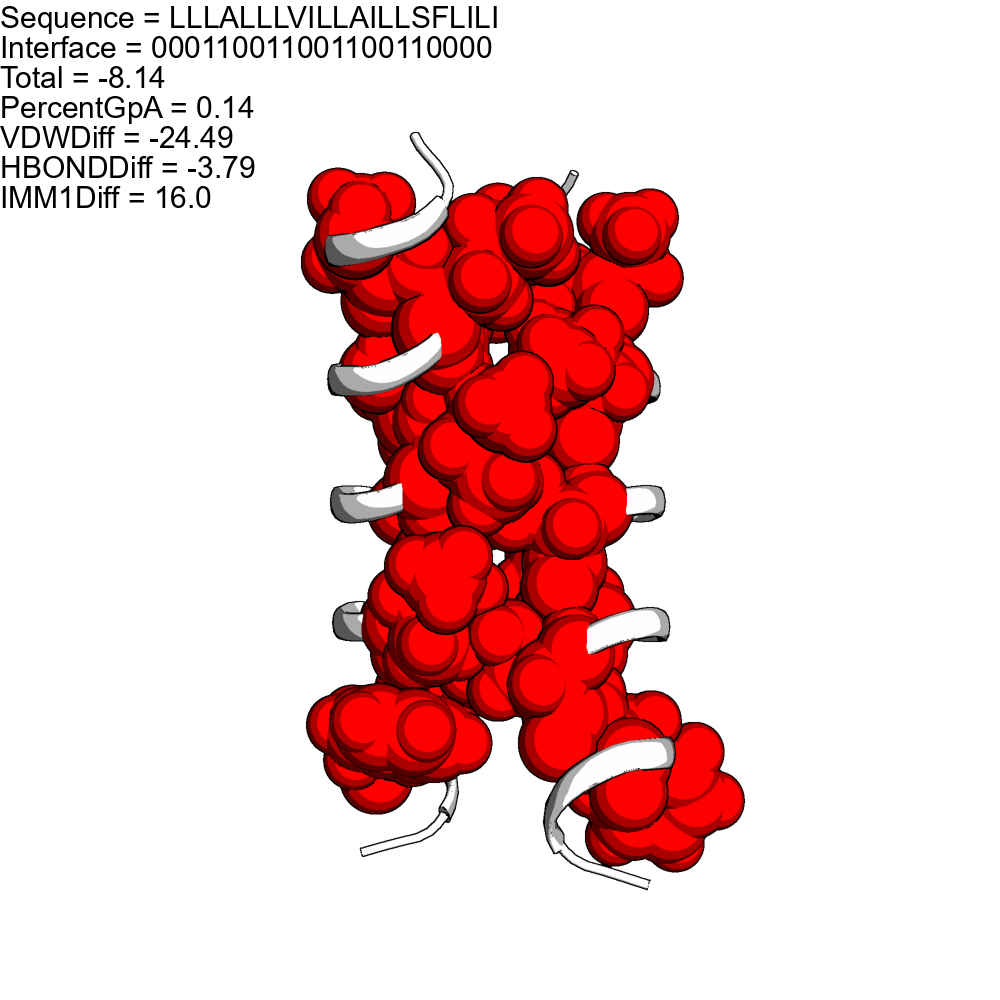 Sequence = LLLALLLVILLAILLSFLILI
Interface = 000110011001100110000
Total = -8.14
PercentGpA = 0.14
VDWDiff = -24.49
HBONDDiff = -3.79
IMM1Diff = 16.0